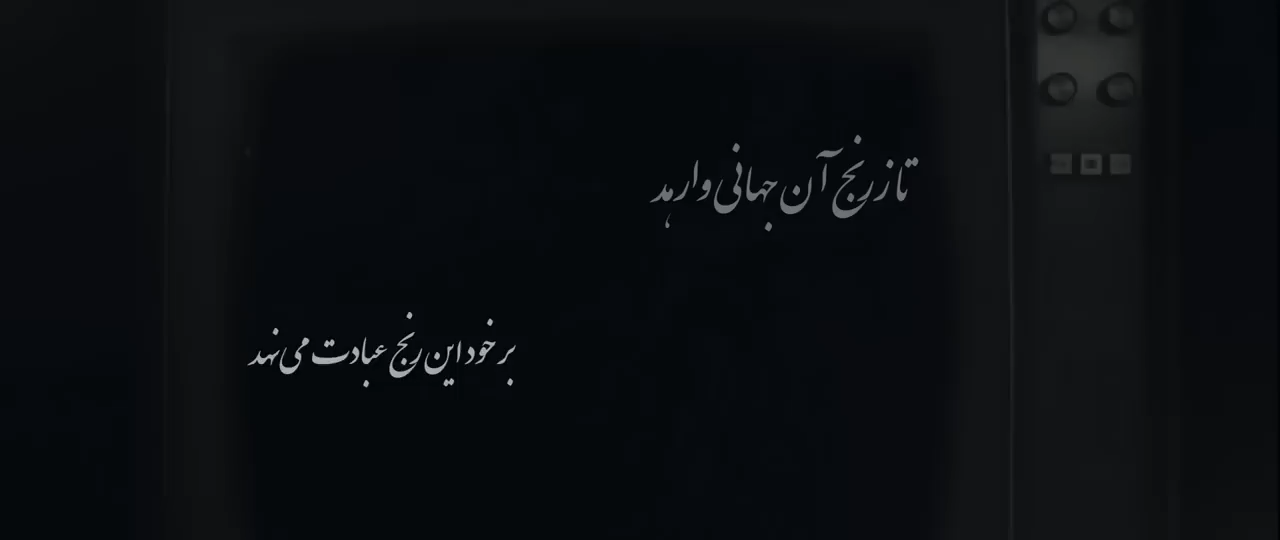 تا ز رنج آن جهانی وارهد
بر خود این رنج عبادت می‌نهد